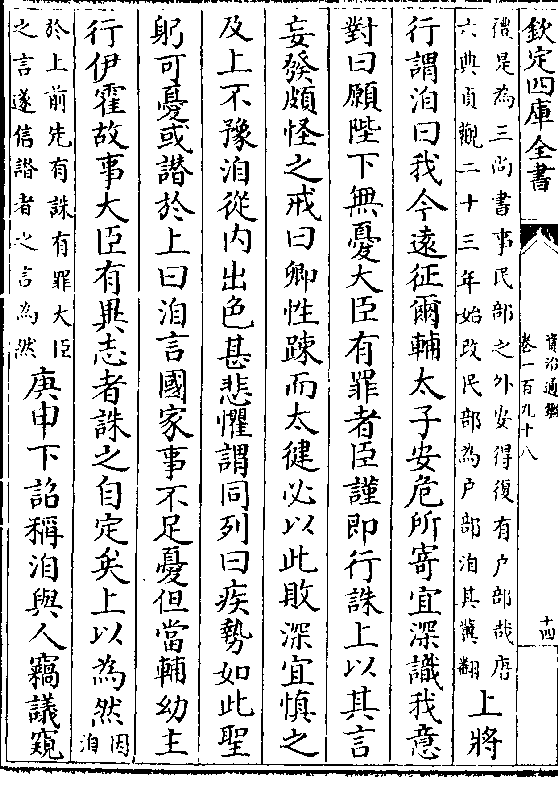 欽定四庫全書
資治通鑑
卷一百九十八
十四
禮是為三尚書事民部之外安得復有户部哉唐
六典貞觀二十三年始改民部為户部洎其冀翻
上將
行謂洎曰我今遠征爾輔太子安危所寄宜深識我意
對曰願陛下無憂大臣有罪者臣謹即行誅上以其言
妄發頗怪之戒曰卿性踈而太健必以此敗深宜慎之
及上不豫洎從内出色甚悲懼謂同列曰疾勢如此聖
躬可憂或譖於上曰洎言國家事不足憂但當輔幼主
行伊霍故事大臣有異志者誅之自定矣上以為然
因
洎
於上前先有誅有罪大臣
之言遂信譖者之言為然
庚申下詔稱洎與人竊議窺